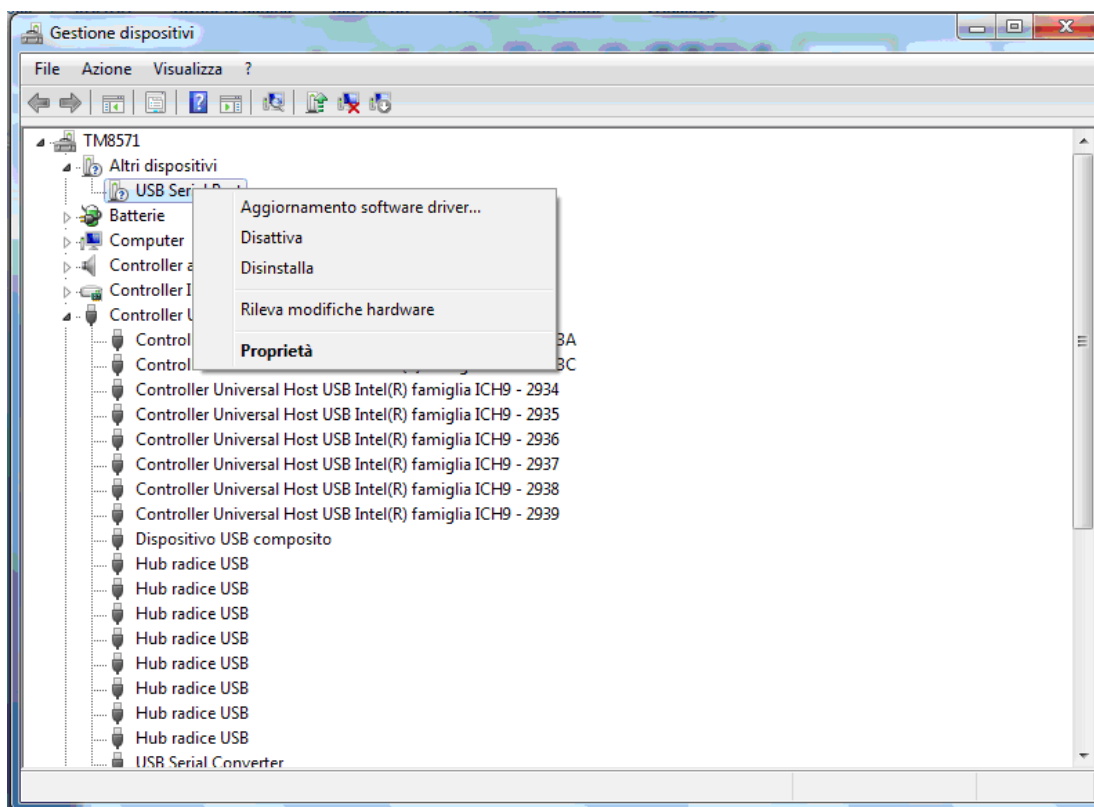 Gestione dispositivi
File Azione Visualizza ?
TM8571
Altri dispositivi
USB
Aggiornamento software driver...
Batterie
Computer
Disattiva
Controller
Disinstalla
Controller
Rileva modifiche hardware
Controller
3A
Proprietà
3C
Controller Universal Host USB Intel(R) famiglia ICH9 - 2934
Controller Universal Host USB Intel(R) famiglia ICH9 - 2935
Controller Universal Host USB Intel(R) famiglia ICH9 - 2936
Controller Universal Host USB Intel(R) famiglia ICH9 - 2937
Controller Universal Host USB Intel(R) famiglia ICH9 - 2938
Controller Universal Host USB Intel(R) famiglia ICH9 - 2939
Dispositivo USB composito
Hub radice USB
Hub radice USB
Hub radice USB
Hub radice USB
Hub radice USB
Hub radice USB
Hub radice USB
Hub radice USB
USB Serial Converter